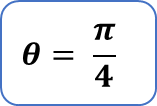 θ = π/4